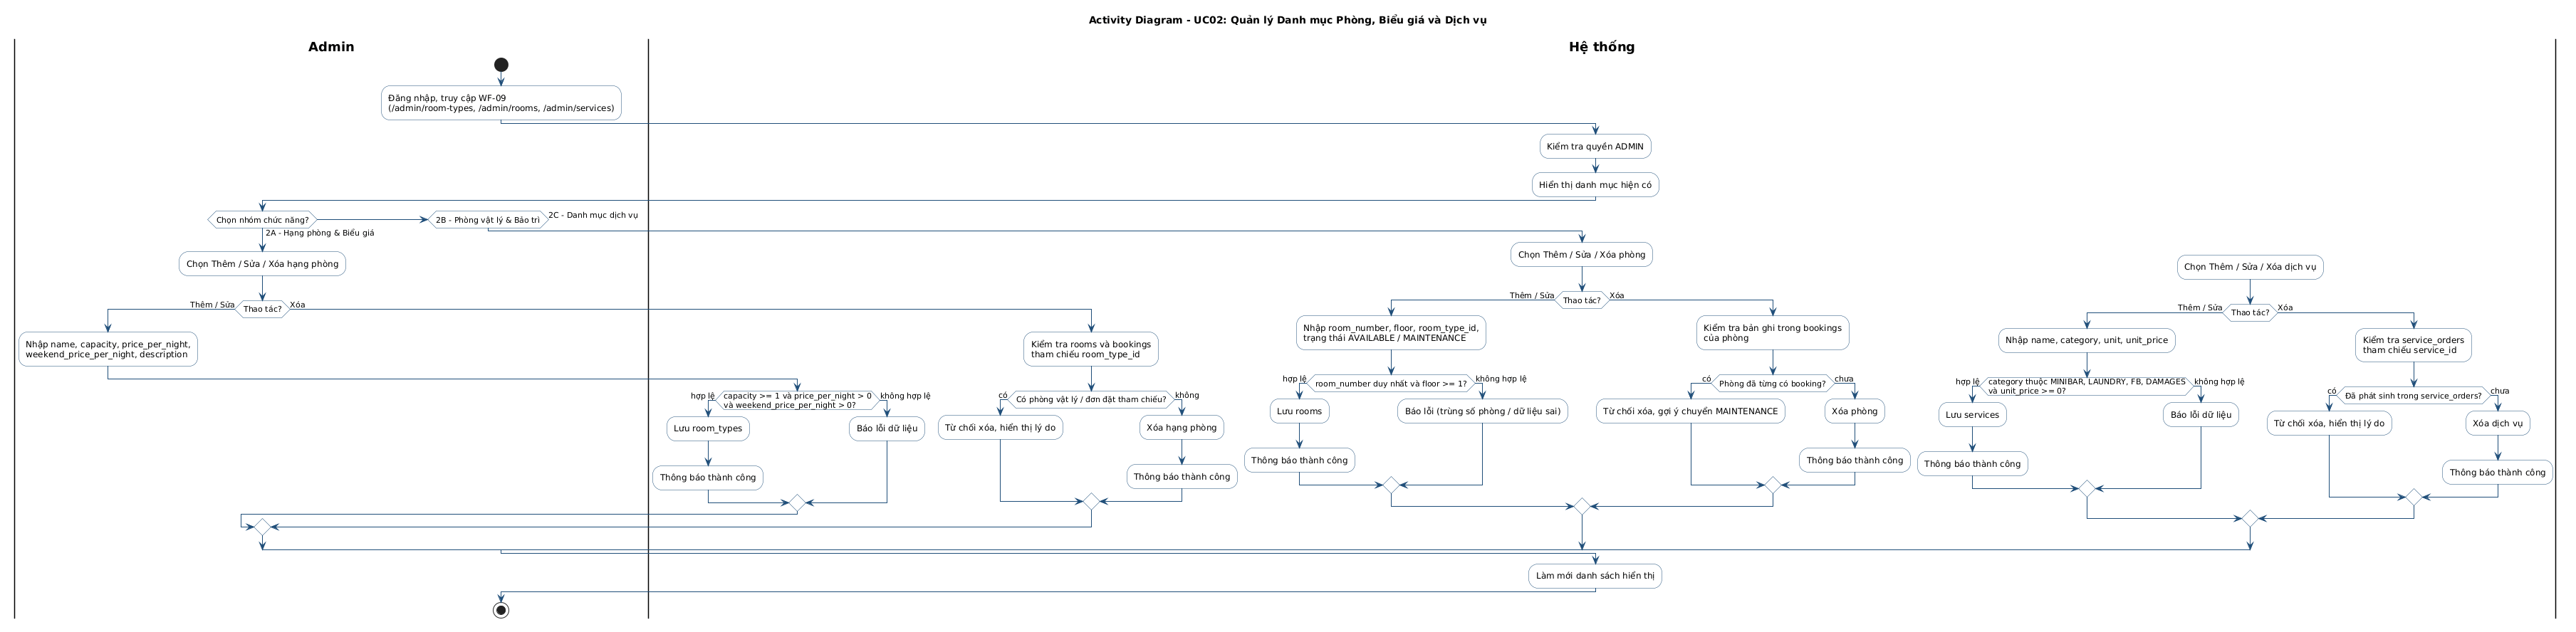 Activity Diagram - UC02: Quản lý Danh mục Phòng, Biểu giá và Dịch vụ
Admin
Hệ thống
Đăng nhập, truy cập WF-09
(/admin/room-types, /admin/rooms, /admin/services)
Kiểm tra quyền ADMIN
Hiển thị danh mục hiện có
Chọn nhóm chức năng?
2B - Phòng vật lý & Bảo trì
2C - Danh mục dịch vụ
2A - Hạng phòng & Biểu giá
Chọn Thêm / Sửa / Xóa hạng phòng
Chọn Thêm / Sửa / Xóa phòng
Chọn Thêm / Sửa / Xóa dịch vụ
Thêm / Sửa
Thao tác?
Xóa
Thêm / Sửa
Thao tác?
Xóa
Thêm / Sửa
Thao tác?
Xóa
Nhập name, capacity, price_per_night,
weekend_price_per_night, description
Kiểm tra rooms và bookings
tham chiếu room_type_id
Nhập room_number, floor, room_type_id,
trạng thái AVAILABLE / MAINTENANCE
Kiểm tra bản ghi trong bookings
của phòng
Nhập name, category, unit, unit_price
Kiểm tra service_orders
tham chiếu service_id
hợp lệ
capacity >= 1 và price_per_night > 0
và weekend_price_per_night > 0?
không hợp lệ
có
Có phòng vật lý / đơn đặt tham chiếu?
không
hợp lệ
room_number duy nhất và floor >= 1?
không hợp lệ
có
Phòng đã từng có booking?
chưa
hợp lệ
category thuộc MINIBAR, LAUNDRY, FB, DAMAGES
và unit_price >= 0?
không hợp lệ
có
Đã phát sinh trong service_orders?
chưa
Lưu room_types
Báo lỗi dữ liệu
Từ chối xóa, hiển thị lý do
Xóa hạng phòng
Lưu rooms
Báo lỗi (trùng số phòng / dữ liệu sai)
Từ chối xóa, gợi ý chuyển MAINTENANCE
Xóa phòng
Lưu services
Báo lỗi dữ liệu
Từ chối xóa, hiển thị lý do
Xóa dịch vụ
Thông báo thành công
Thông báo thành công
Thông báo thành công
Thông báo thành công
Thông báo thành công
Thông báo thành công
Làm mới danh sách hiển thị